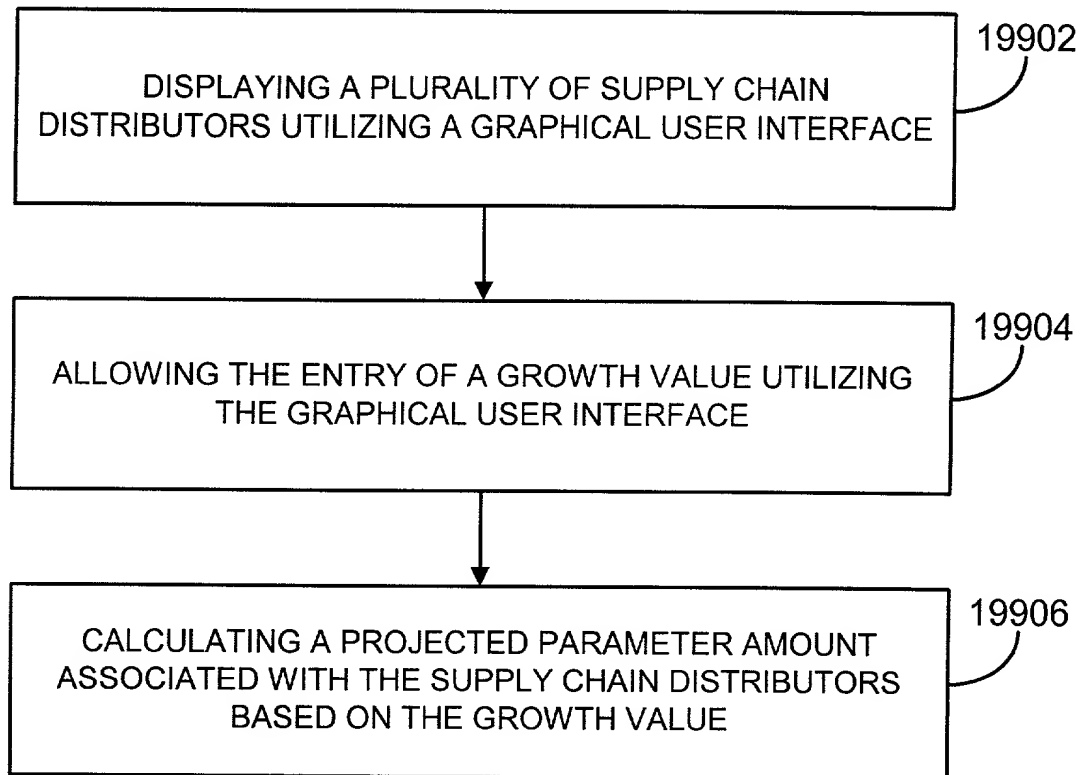 19902
DISPLAYING A PLURALITY OF SUPPLY CHAIN
DISTRIBUTORS UTILIZING A GRAPHICAL USER INTERFACE
19904
ALLOWING THE ENTRY OF A GROWTH VALUE UTILIZING
THE GRAPHICAL USER INTERFACE
19906
CALCULATING A PROJECTED PARAMETER AMOUNT
ASSOCIATED WITH THE SUPPLY CHAIN DISTRIBUTORS
BASED ON THE GROWTH VALUE